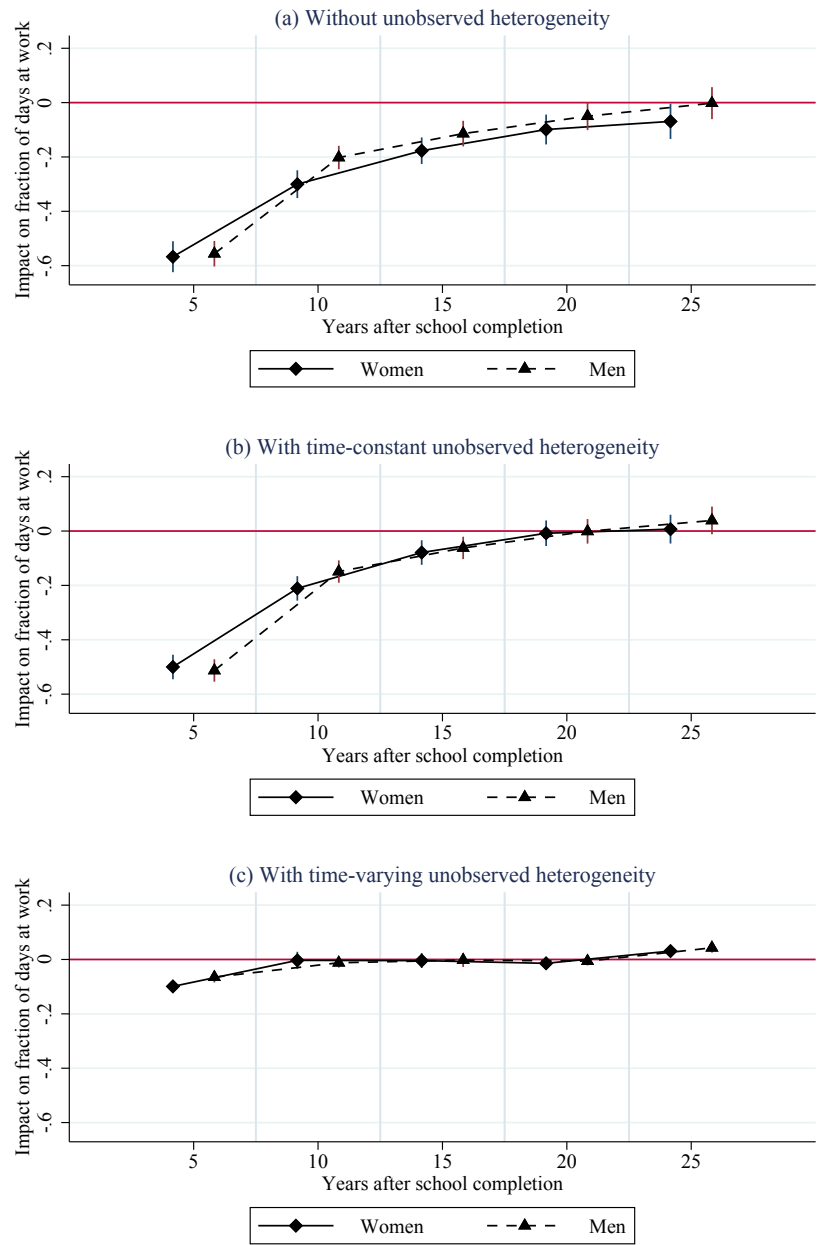 (a) Without unobserved heterogeneity
Impact on fraction of days at work
.2
0
-.2
-.4
-.6
5 10 15 20 25
Years after school completion
Women Men
(b) With time-constant unobserved heterogeneity
Impact on fraction of days at work
.2
0
-.2
-.4
-.6
5 10 15 20 25
Years after school completion
Women Men
(c) With time-varying unobserved heterogeneity
Impact on fraction of days at work
.2
0
-.2
-.4
-.6
5 10 15 20 25
Years after school completion
Women Men